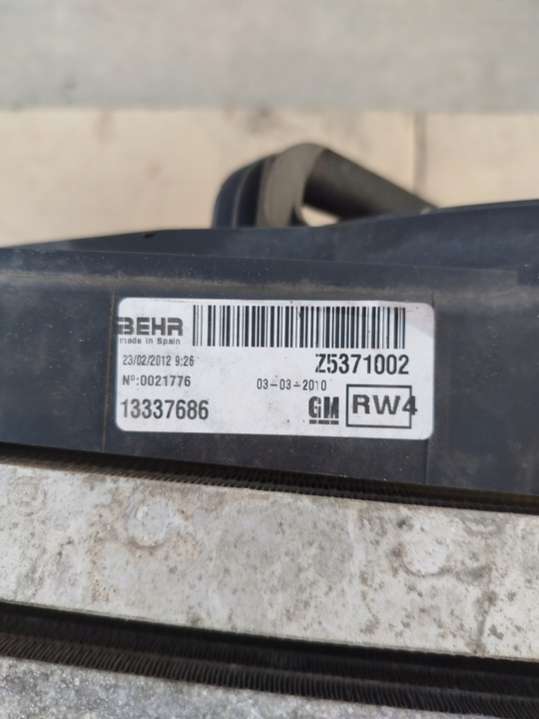 BEHR
made in Spain
23/02/2012 9:26 Z5371002
Nº:0021776 03-03-2010
13337686 GM RW4